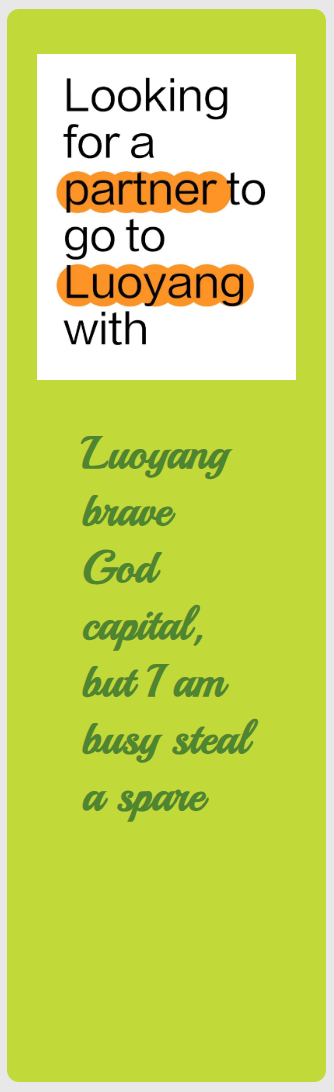 Looking
for a
partner to
go to
Luoyang
with
Luoyang
brave
God
capital,
but I am
busy steal
a spare